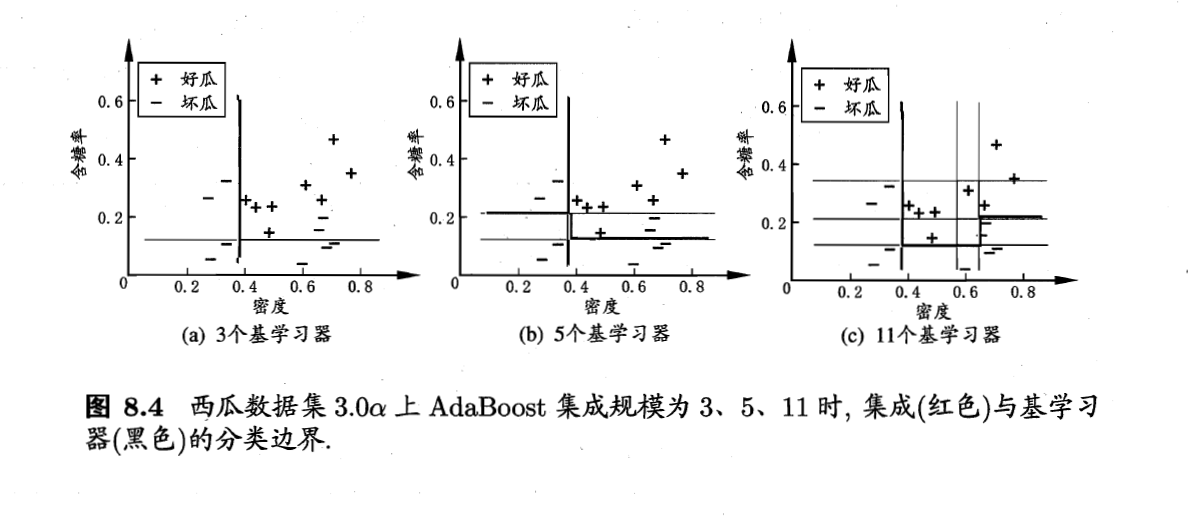 + 好瓜
− 坏瓜
0.6
0.4
0.2
含糖率
0 0.2 0.4 0.6 0.8
密度
(a) 3个基学习器
+ 好瓜
− 坏瓜
0.6
0.4
0.2
含糖率
0 0.2 0.4 0.6 0.8
密度
(b) 5个基学习器
+ 好瓜
− 坏瓜
0.6
0.4
0.2
含糖率
0 0.2 0.4 0.6 0.8
密度
(c) 11个基学习器
图 8.4 西瓜数据集 3.0α 上 AdaBoost 集成规模为 3、5、11 时, 集成(红色)与基学习
器(黑色)的分类边界.